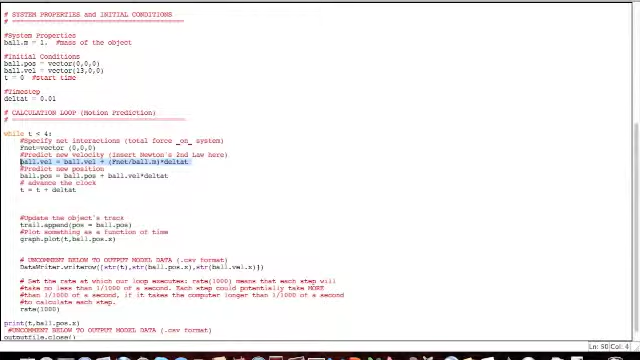 # SYSTEM PROPERTIES and INITIAL CONDITIONS
# =======================================
#System Properties
ball.m = 1.  #mass of the object
#Initial Conditions
ball.pos = vector(0,0,0)
ball.vel = vector(13,0,0)
t = 0  #start time
#Timestep
deltat = 0.01
# CALCULATION LOOP (Motion Prediction)
# =======================================
while t < 4:
#Specify net interactions (total force _on_ system)
Fnet=vector (0,0,0)
#Predict new velocity (Insert Newton's 2nd Law here)
ball.vel = ball.vel + (Fnet/ball.m)*deltat
#Predict new position
ball.pos = ball.pos + ball.vel*deltat
# advance the clock
t = t + deltat
#Update the object's track
trail.append(pos = ball.pos)
#Plot something as a function of time
graph.plot(t,ball.pos.x)
# UNCOMMENT BELOW TO OUTPUT MODEL DATA (.csv format)
DataWriter.writerow([str(t),str(ball.pos.x),str(ball.vel.x)])
# Set the rate at which our loop executes: rate(1000) means that each step will
#take no less than 1/1000 of a second. Each step could potentially take MORE
#than 1/1000 of a second, if it takes the computer longer than 1/1000 of a second
#to calculate each step.
rate(1000)
print(t,ball.pos.x)
#UNCOMMENT BELOW TO OUTPUT MODEL DATA (.csv format)
outputfile.close()
Ln: 50 Col: 4